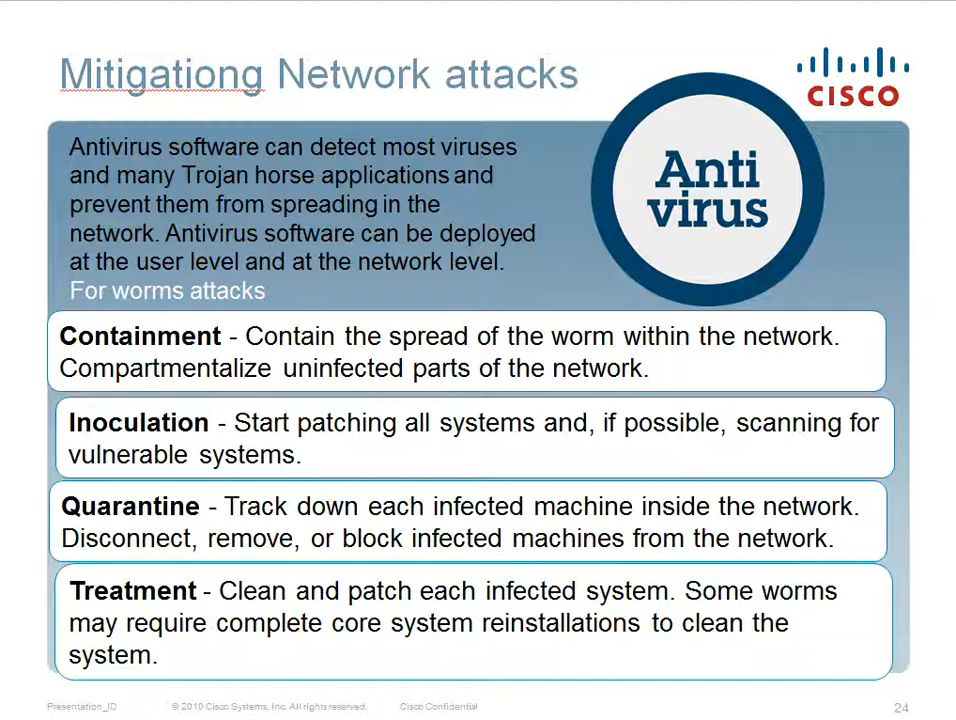 Mitigationg Network attacks
CISCO
Antivirus software can detect most viruses
and many Trojan horse applications and
prevent them from spreading in the
network. Antivirus software can be deployed
at the user level and at the network level.
For worms attacks
Anti
virus
Containment - Contain the spread of the worm within the network.
Compartmentalize uninfected parts of the network.
Inoculation - Start patching all systems and, if possible, scanning for
vulnerable systems.
Quarantine - Track down each infected machine inside the network.
Disconnect, remove, or block infected machines from the network.
Treatment - Clean and patch each infected system. Some worms
may require complete core system reinstallations to clean the
system.
Presentation_ID © 2010 Cisco Systems, Inc. All rights reserved. Cisco Confidential 24